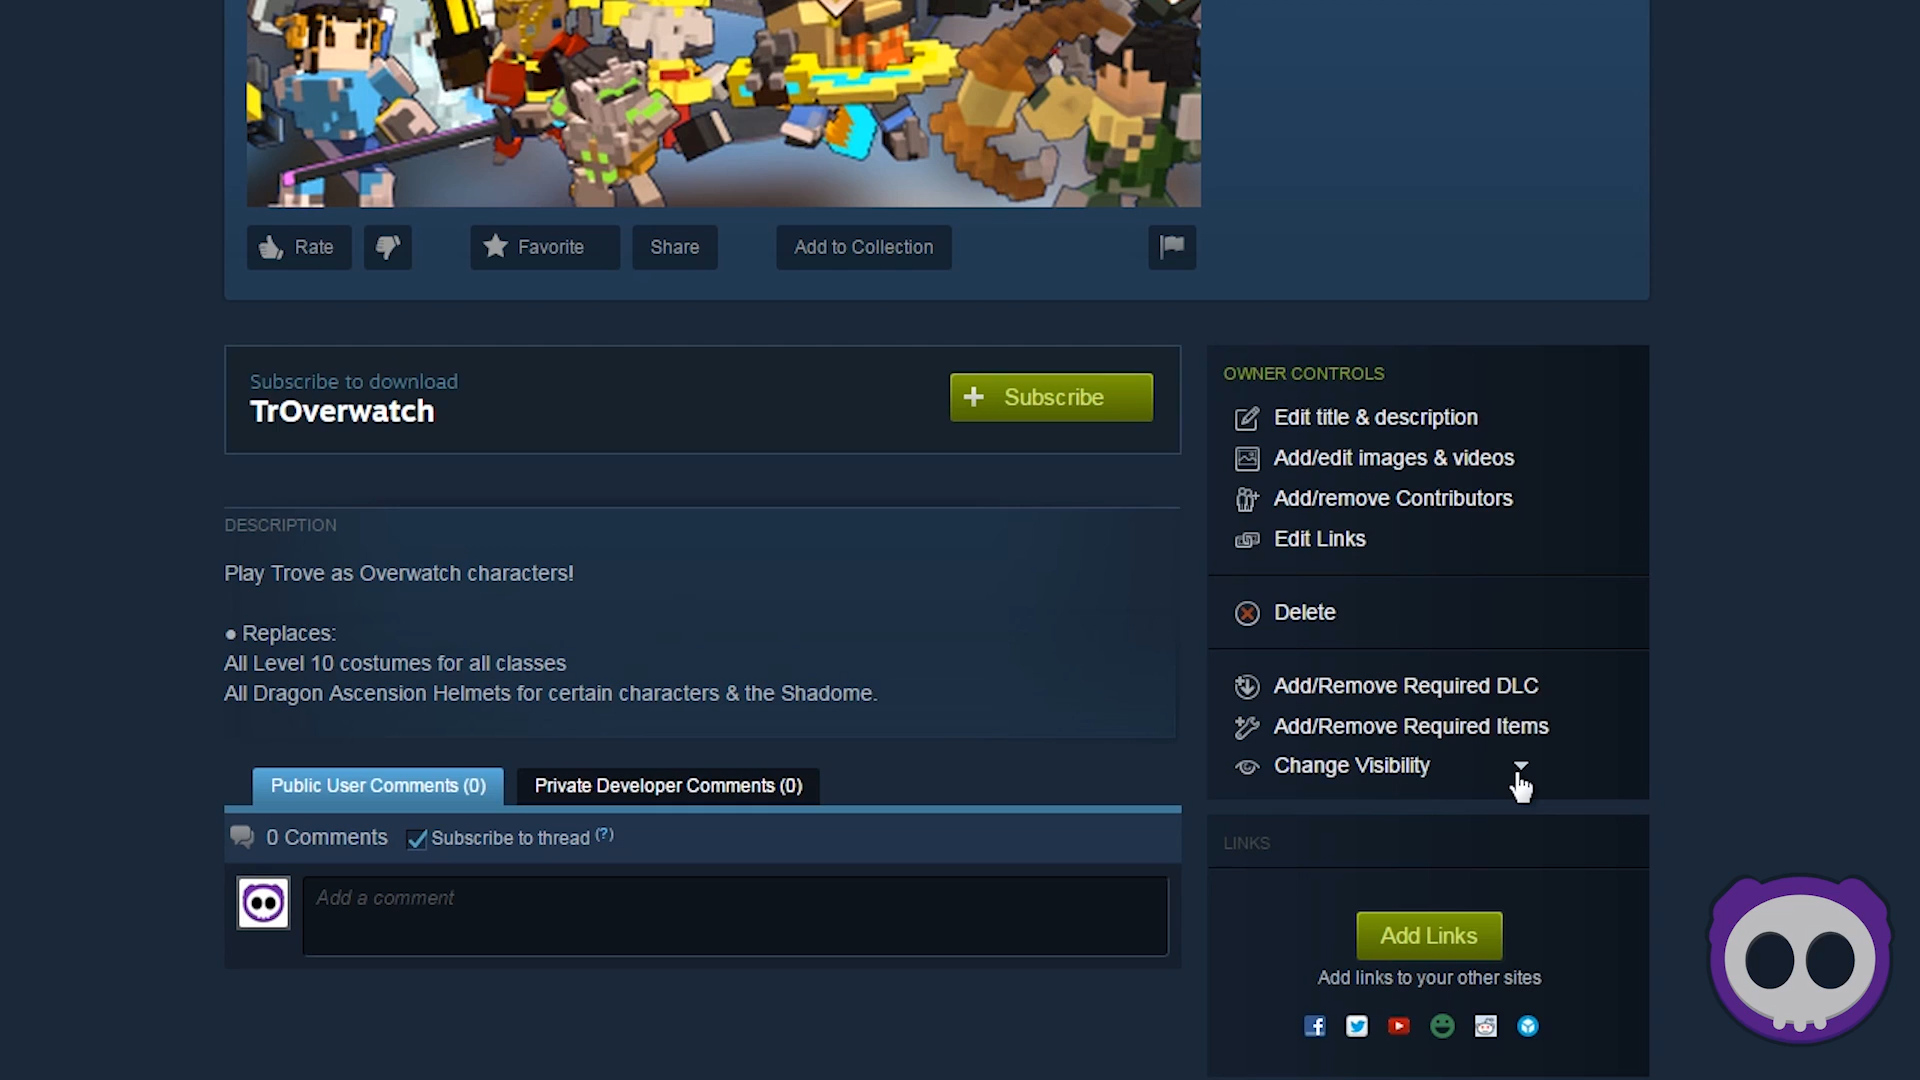 Rate
Favorite
Share
Add to Collection
Subscribe to download
TrOverwatch
Subscribe
DESCRIPTION
Play Trove as Overwatch characters!
● Replaces:
All Level 10 costumes for all classes
All Dragon Ascension Helmets for certain characters & the Shadome.
Public User Comments (0)
Private Developer Comments (0)
0 Comments
Subscribe to thread (?)
Add a comment
OWNER CONTROLS
Edit title & description
Add/edit images & videos
Add/remove Contributors
Edit Links
Delete
Add/Remove Required DLC
Add/Remove Required Items
Change Visibility
LINKS
Add Links
Add links to your other sites